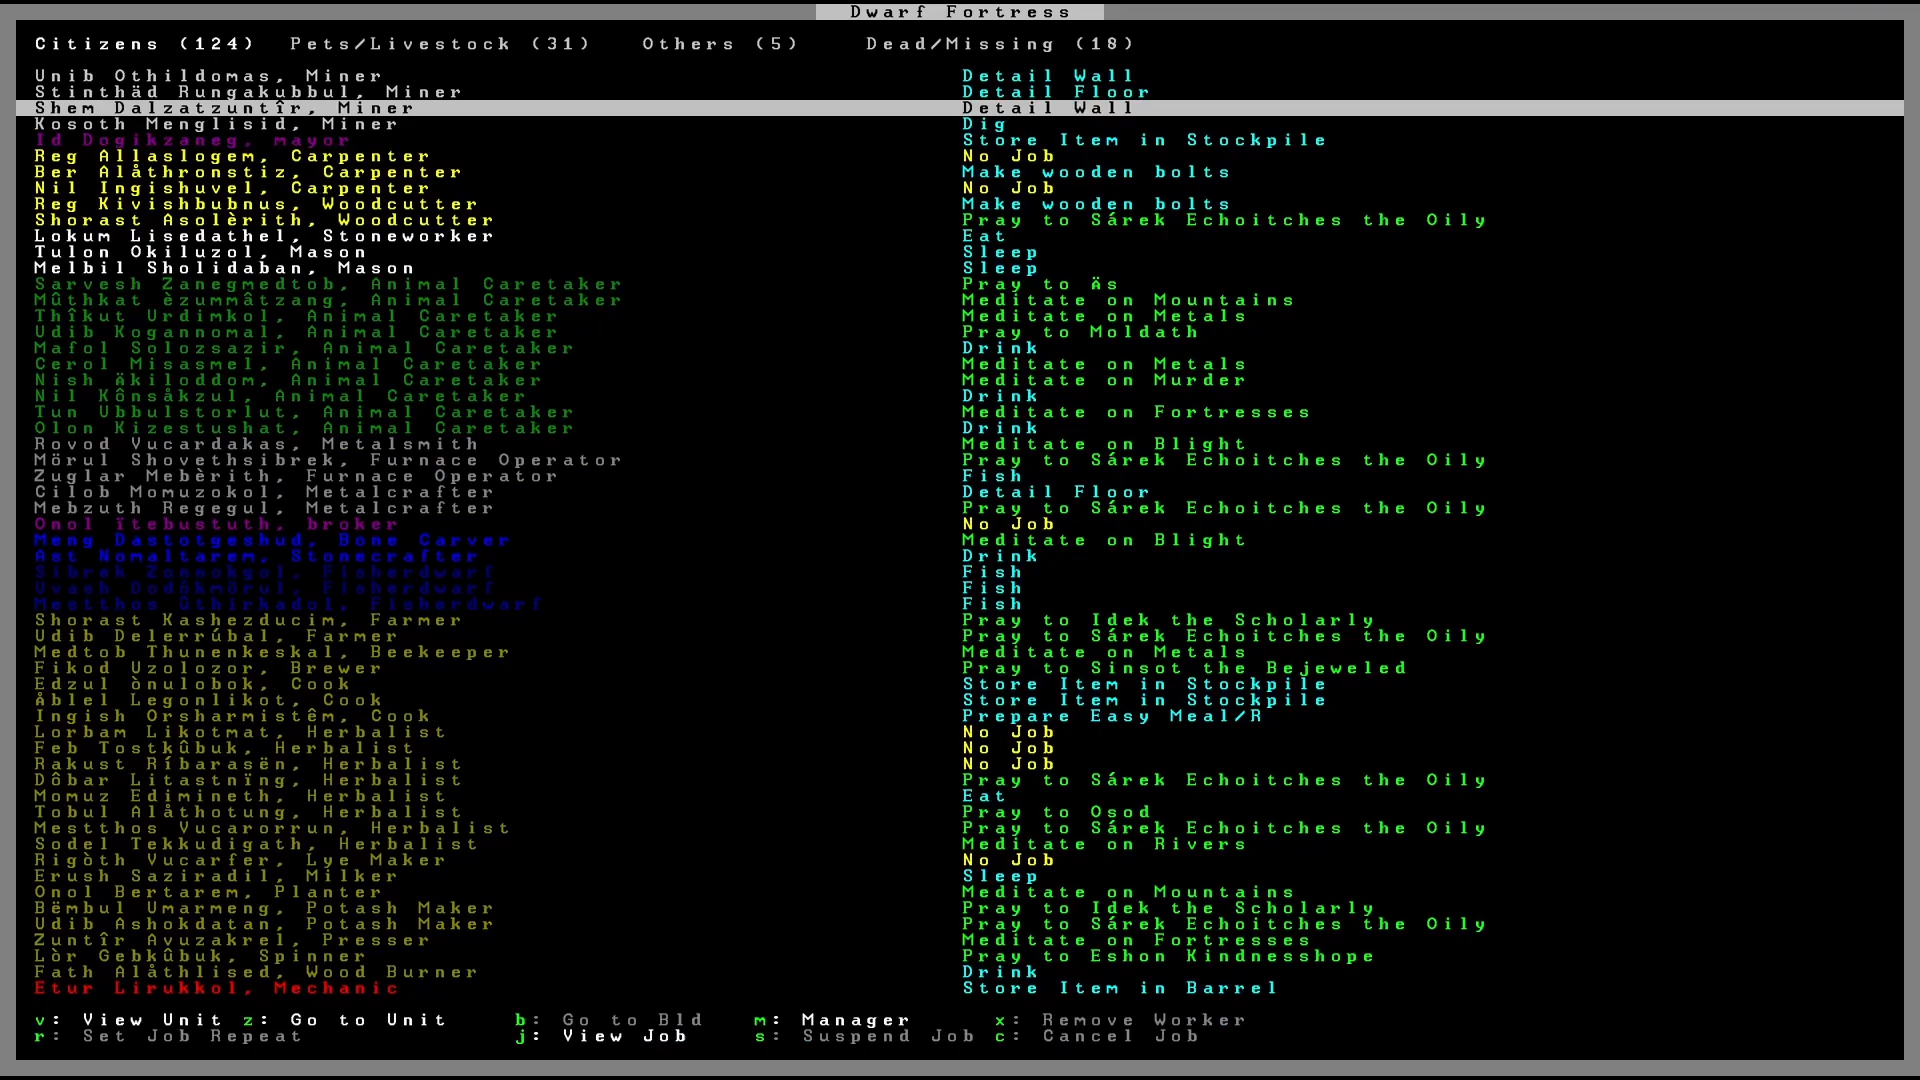 Dwarf Fortress
Citizens (124) Pets/Livestock (31) Others (5) Dead/Missing (18)
Unib Othildomas, Miner Detail Wall
Stinthäd Rungakubbul, Miner Detail Floor
Shem Dalzatzuntîr, Miner Detail Wall
Kosoth Menglisid, Miner Dig
Id Dogikzaneg, mayor Store Item in Stockpile
Reg Allaslogem, Carpenter No Job
Ber Alåthronstiz, Carpenter Make wooden bolts
Nil Ingishuvel, Carpenter No Job
Reg Kivishbubnus, Woodcutter Make wooden bolts
Shorast Asolèrith, Woodcutter Pray to Sárek Echoitches the Oily
Lokum Lisedathel, Stoneworker Eat
Tulon Okiluzol, Mason Sleep
Melbil Sholidaban, Mason Sleep
Sarvesh Zanegmedtob, Animal Caretaker Pray to Äs
Mûthkat èzummâtzang, Animal Caretaker Meditate on Mountains
Thîkut Urdimkol, Animal Caretaker Meditate on Metals
Udib Kogannomal, Animal Caretaker Pray to Moldath
Mafol Solozsazir, Animal Caretaker Drink
Cerol Misasmel, Animal Caretaker Meditate on Metals
Nish äkiloddom, Animal Caretaker Meditate on Murder
Nil Kônsåkzul, Animal Caretaker Drink
Tun Ubbulstorlut, Animal Caretaker Meditate on Fortresses
Olon Kizestushat, Animal Caretaker Drink
Rovod Vucardakas, Metalsmith Meditate on Blight
Mörul Shovethsibrek, Furnace Operator Pray to Sárek Echoitches the Oily
Zuglar Mebèrith, Furnace Operator Fish
Cilob Momuzokol, Metalcrafter Detail Floor
Mebzuth Regegul, Metalcrafter Pray to Sárek Echoitches the Oily
Onol ïtebustuth, broker No Job
Meng Dastotgeshud, Bone Carver Meditate on Blight
Ast Nomaltarem, Stonecrafter Drink
Sibrek Zonnokgol, Fisherdwarf Fish
Fisherdwarf Fish
Mestthos Fisherdwarf Fish
Shorast Kashezducim, Farmer Pray to Idek the Scholarly
Udib Delerrúbal, Farmer Pray to Sárek Echoitches the Oily
Medtob Thunenkeskal, Beekeeper Meditate on Metals
Fikod Uzolozor, Brewer Pray to Sinsot the Bejeweled
Edzul ònulobok, Cook Store Item in Stockpile
Åblel Legonlikot, Cook Store Item in Stockpile
Ingish Orsharmistêm, Cook Prepare Easy Meal/R
Lorbam Likotmat, Herbalist No Job
Feb Tostkûbuk, Herbalist No Job
Rakust Ríbarasën, Herbalist No Job
Dôbar Litastnïng, Herbalist Pray to Sárek Echoitches the Oily
Momuz Edimineth, Herbalist Eat
Tobul Alåthotung, Herbalist Pray to Osod
Mestthos Vucarorrun, Herbalist Pray to Sárek Echoitches the Oily
Sodel Tekkudigath, Herbalist Meditate on Rivers
Rigòth Vucarfer, Lye Maker No Job
Erush Saziradil, Milker Sleep
Onol Bertarem, Planter Meditate on Mountains
Bëmbul Umarmeng, Potash Maker Pray to Idek the Scholarly
Udib Ashokdatan, Potash Maker Pray to Sárek Echoitches the Oily
Zuntîr Avuzakrel, Presser Meditate on Fortresses
Lòr Gebkûbuk, Spinner Pray to Eshon Kindnesshope
Fath Alåthlised, Wood Burner Drink
Etur Lirukkol, Mechanic Store Item in Barrel
v: View Unit z: Go to Unit b: Go to Bld m: Manager x: Remove Worker
r: Set Job Repeat j: View Job s: Suspend Job c: Cancel Job